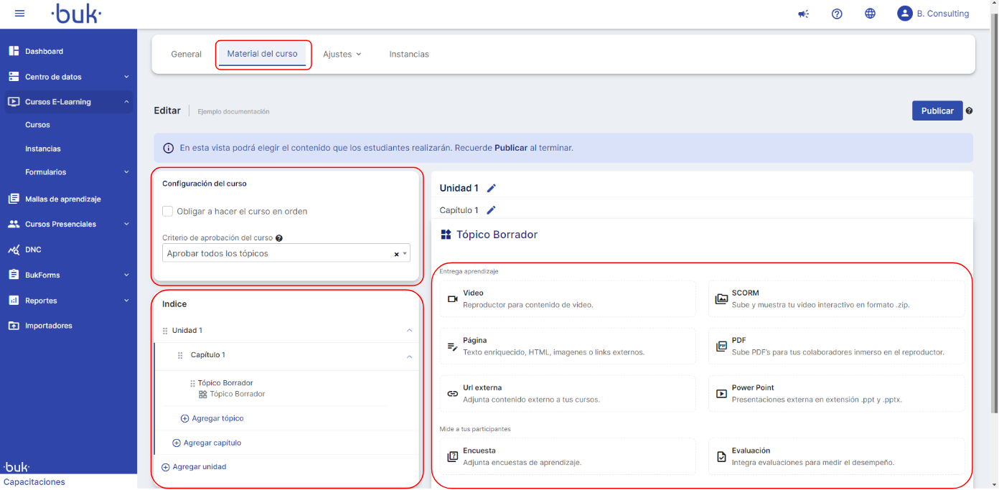 ·buk·
B. Consulting
Dashboard
Centro de datos
Cursos E-Learning
Cursos
Instancias
Formularios
Mallas de aprendizaje
Cursos Presenciales
DNC
BukForms
Reportes
Importadores
·buk·
Capacitaciones
General
Material del curso
Ajustes
Instancias
Editar
Ejemplo documentación
Publicar
En esta vista podrá elegir el contenido que los estudiantes realizarán. Recuerde Publicar al terminar.
Configuración del curso
Obligar a hacer el curso en orden
Criterio de aprobación del curso
Aprobar todos los tópicos
Indice
Unidad 1
Capítulo 1
Tópico Borrador
Tópico Borrador
Agregar tópico
Agregar capítulo
Agregar unidad
Unidad 1
Capítulo 1
Tópico Borrador
Entrega aprendizaje
Video
Reproductor para contenido de video.
SCORM
Sube y muestra tu video interactivo en formato .zip.
Página
Texto enriquecido, HTML, imagenes o links externos.
PDF
Sube PDF's para tus colaboradores inmerso en el reproductor.
Url externa
Adjunta contenido externo a tus cursos.
Power Point
Presentaciones externa en extensión .ppt y .pptx.
Mide a tus participantes
Encuesta
Adjunta encuestas de aprendizaje.
Evaluación
Integra evaluaciones para medir el desempeño.